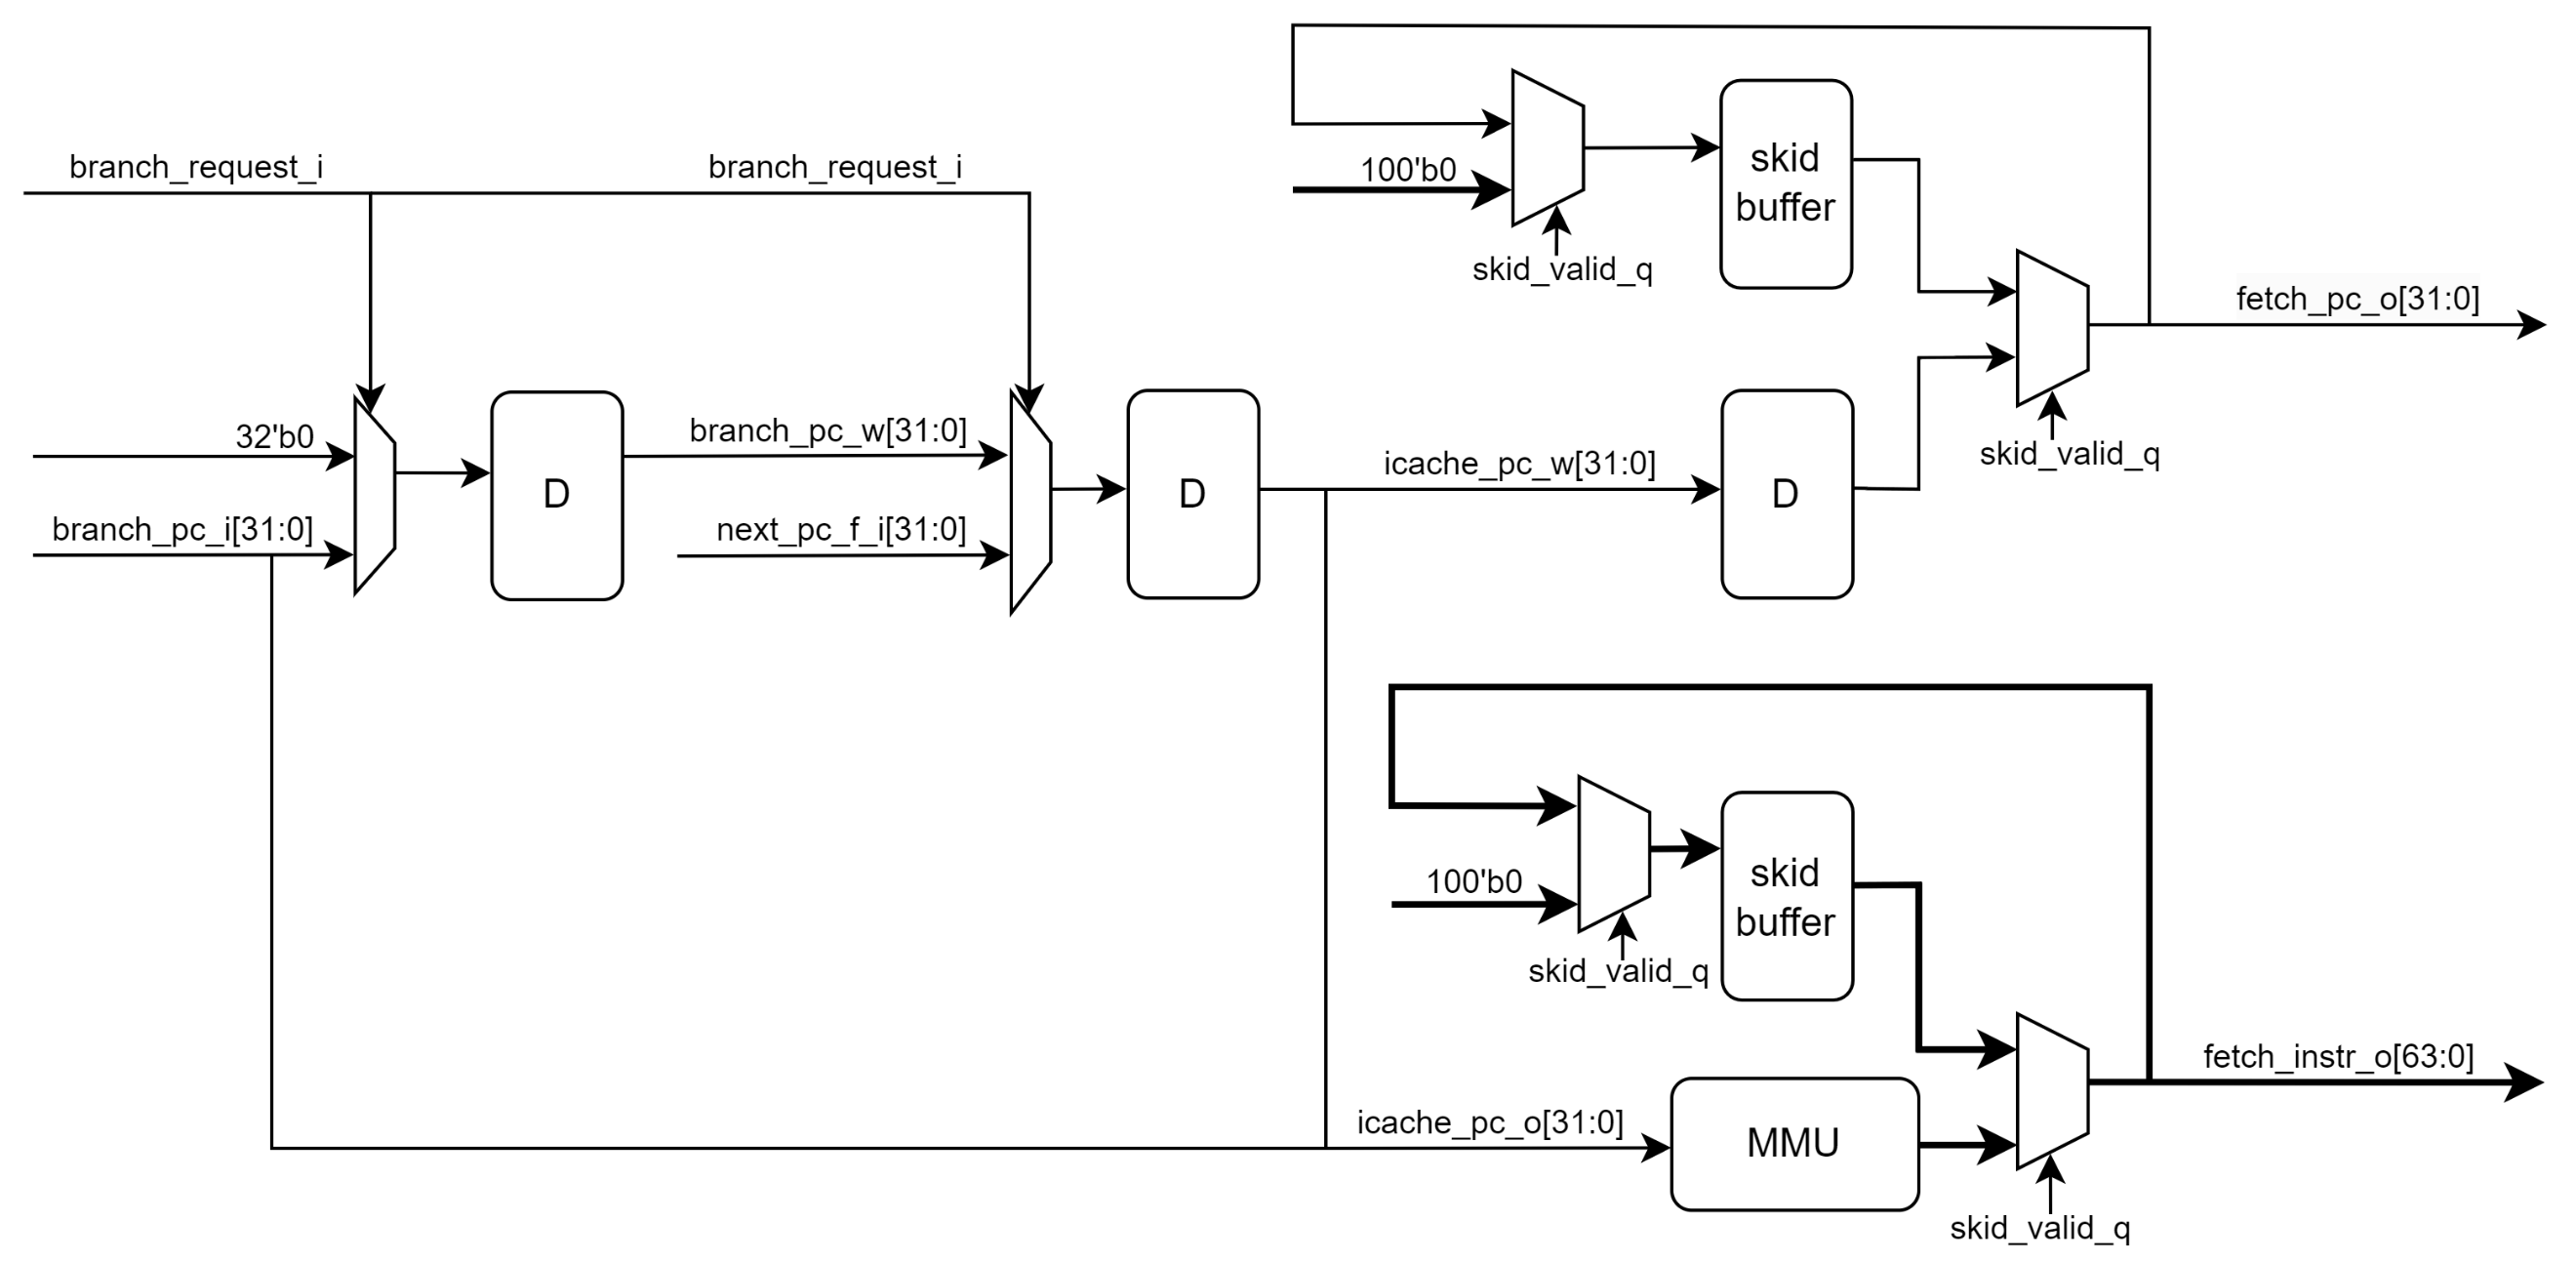 branch_request_i
branch_request_i
100'b0
skid
buffer
skid_valid_q
fetch_pc_o[31:0]
32'b0
branch_pc_i[31:0]
D
branch_pc_w[31:0]
next_pc_f_i[31:0]
D
icache_pc_w[31:0]
D
skid_valid_q
100'b0
skid
buffer
skid_valid_q
fetch_instr_o[63:0]
icache_pc_o[31:0]
MMU
skid_valid_q